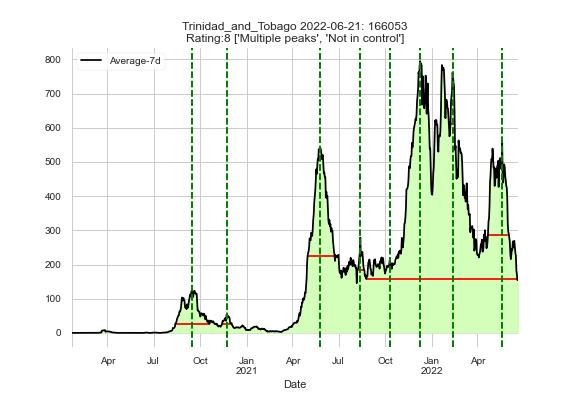 Trinidad_and_Tobago 2022-06-21: 166053
Rating:8 ['Multiple peaks', 'Not in control']
Average-7d
800
700
600
500
400
300
200
100
0
Apr Jul Oct Jan Apr Jul Oct Jan Apr
2021 2022
Date